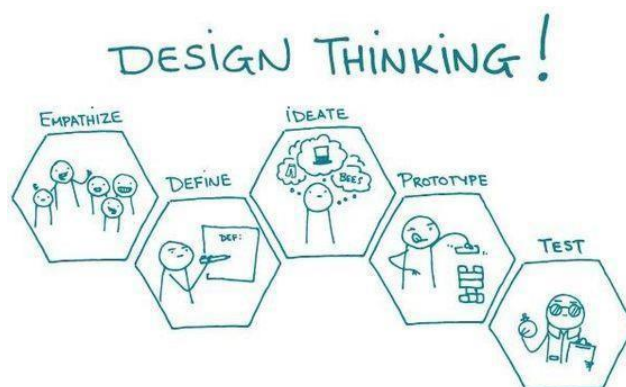 DESIGN THINKING!
EMPATHIZE
DEFINE
DEF:
iDEATE
A
BEES
PROTOTYPE
TEST